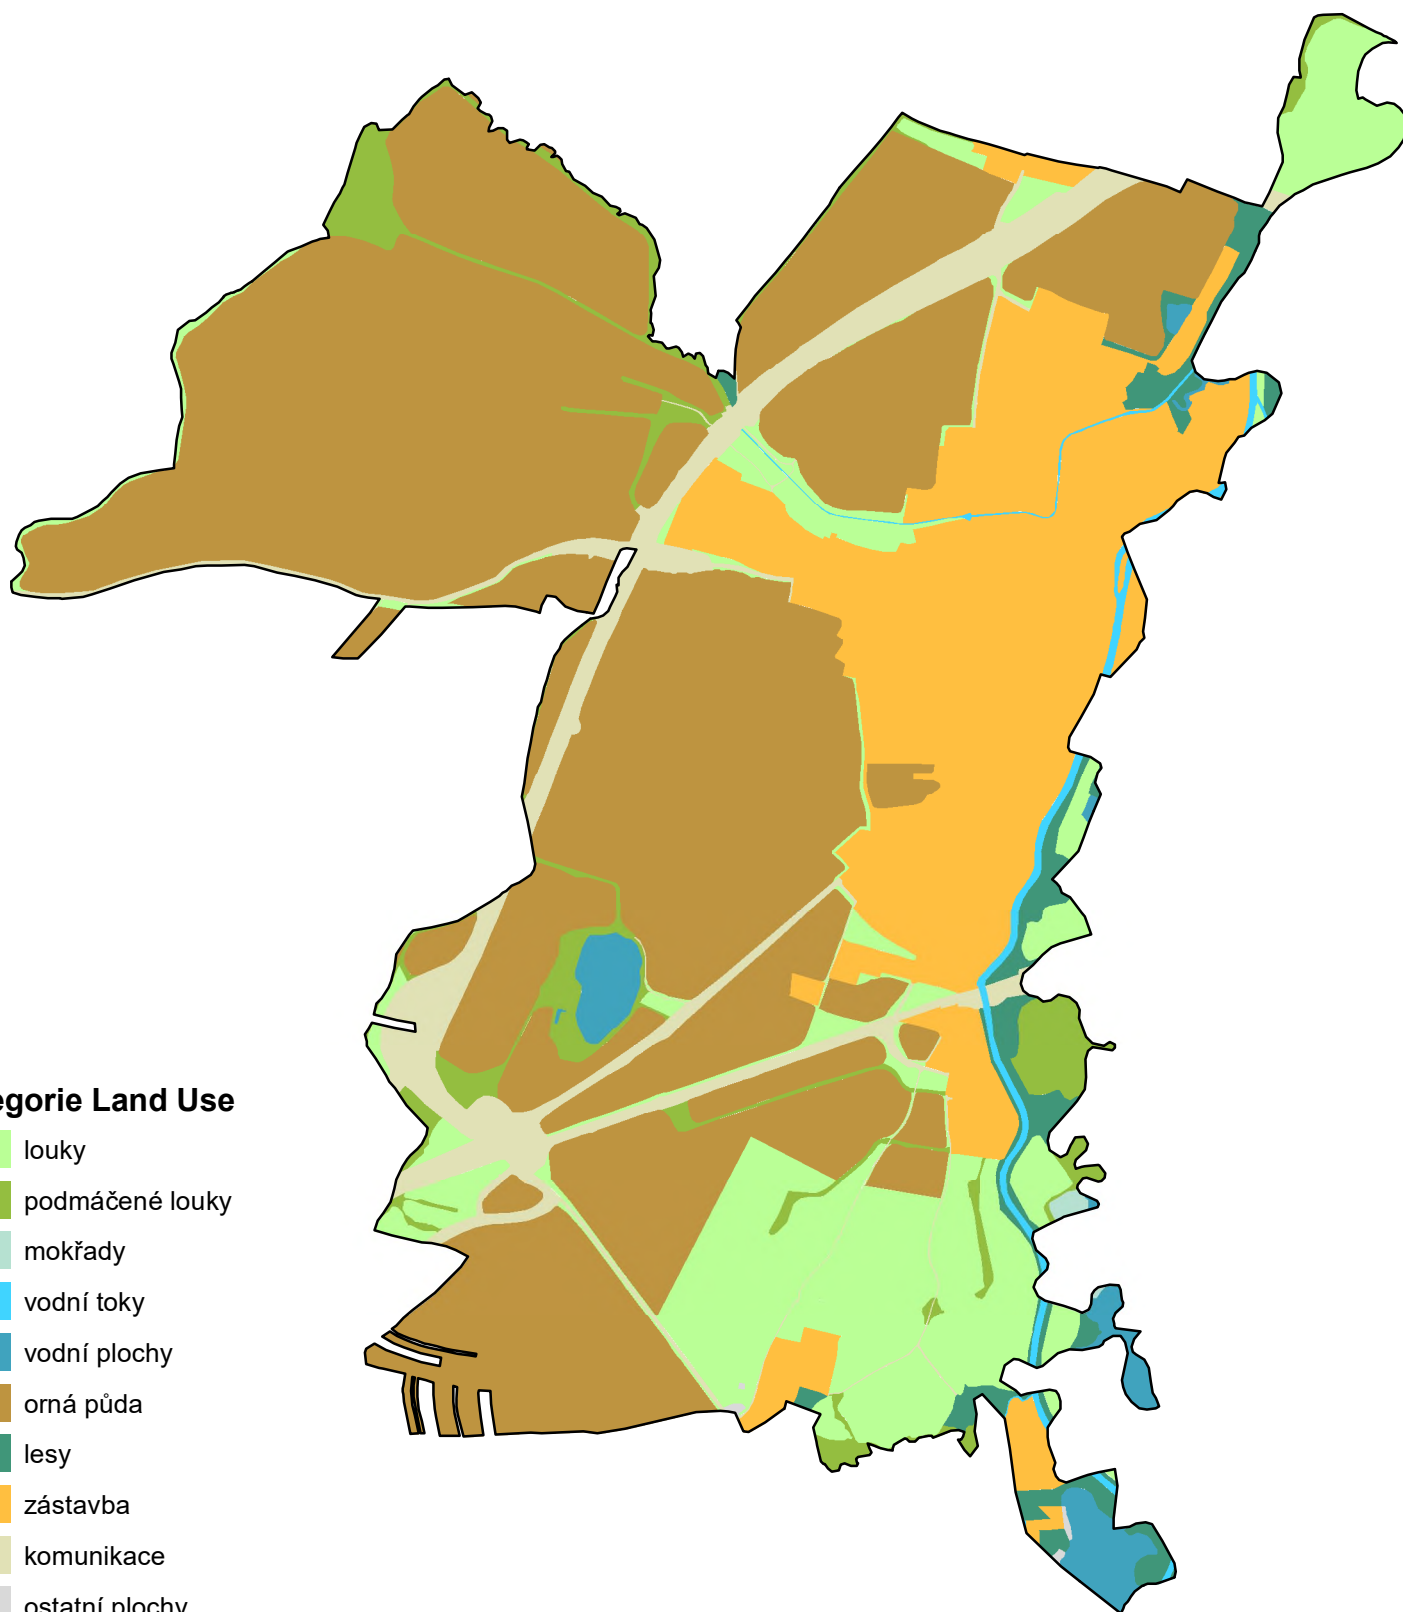 egorie Land Use
louky
podmáčené louky
mokřady
vodní toky
vodní plochy
orná půda
lesy
zástavba
komunikace
ostatní plochy